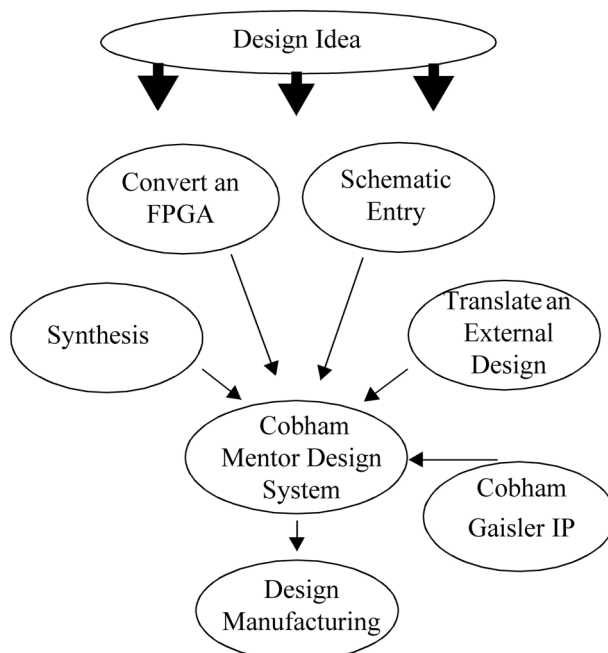 Design Idea
Convert an
FPGA
Schematic
Entry
Synthesis
Translate an
External
Design
Cobham
Mentor Design
System
Cobham
Gaisler IP
Design
Manufacturing